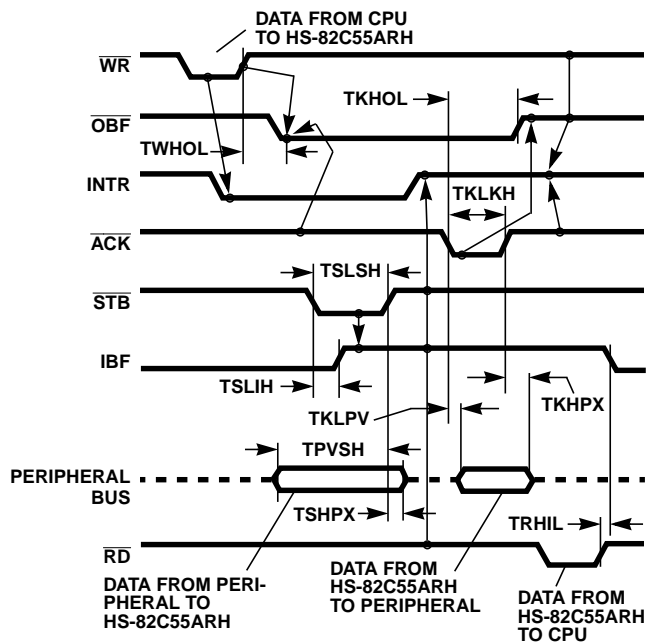 DATA FROM CPU
TO HS-82C55ARH
WR
TKHOL
OBF
TWHOL
INTR
TKLKH
ACK
TSLSH
STB
IBF
TSLIH
TKLPV
TKHPX
TPVSH
PERIPHERAL
BUS
TSHPX
TRHIL
RD
DATA FROM PERI-
PHERAL TO
HS-82C55ARH
DATA FROM
HS-82C55ARH
TO PERIPHERAL
DATA FROM
HS-82C55ARH
TO CPU